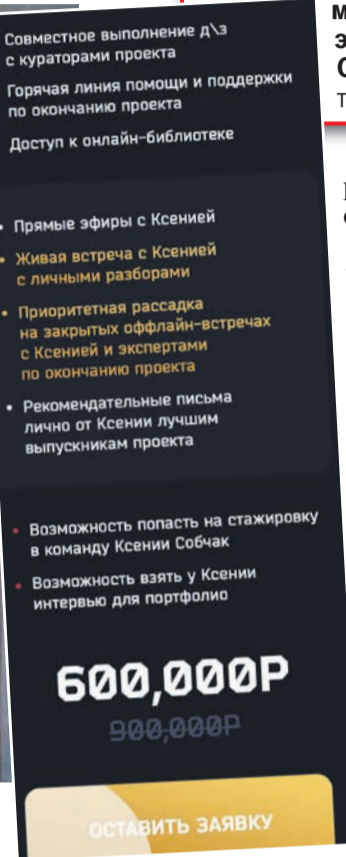 Совместное выполнение д\з
с кураторами проекта
Горячая линия помощи и поддержки
по окончанию проекта
Доступ к онлайн-библиотеке
• Прямые эфиры с Ксенией
• Живая встреча с Ксенией
с личными разборами
• Приоритетная рассадка
на закрытых оффлайн-встречах
с Ксенией и экспертами
по окончанию проекта
• Рекомендательные письма
лично от Ксении лучшим
выпускникам проекта
• Возможность попасть на стажировку
в команду Ксении Собчак
• Возможность взять у Ксении
интервью для портфолио
600,000Р
900,000Р
ОСТАВИТЬ ЗАЯВКУ